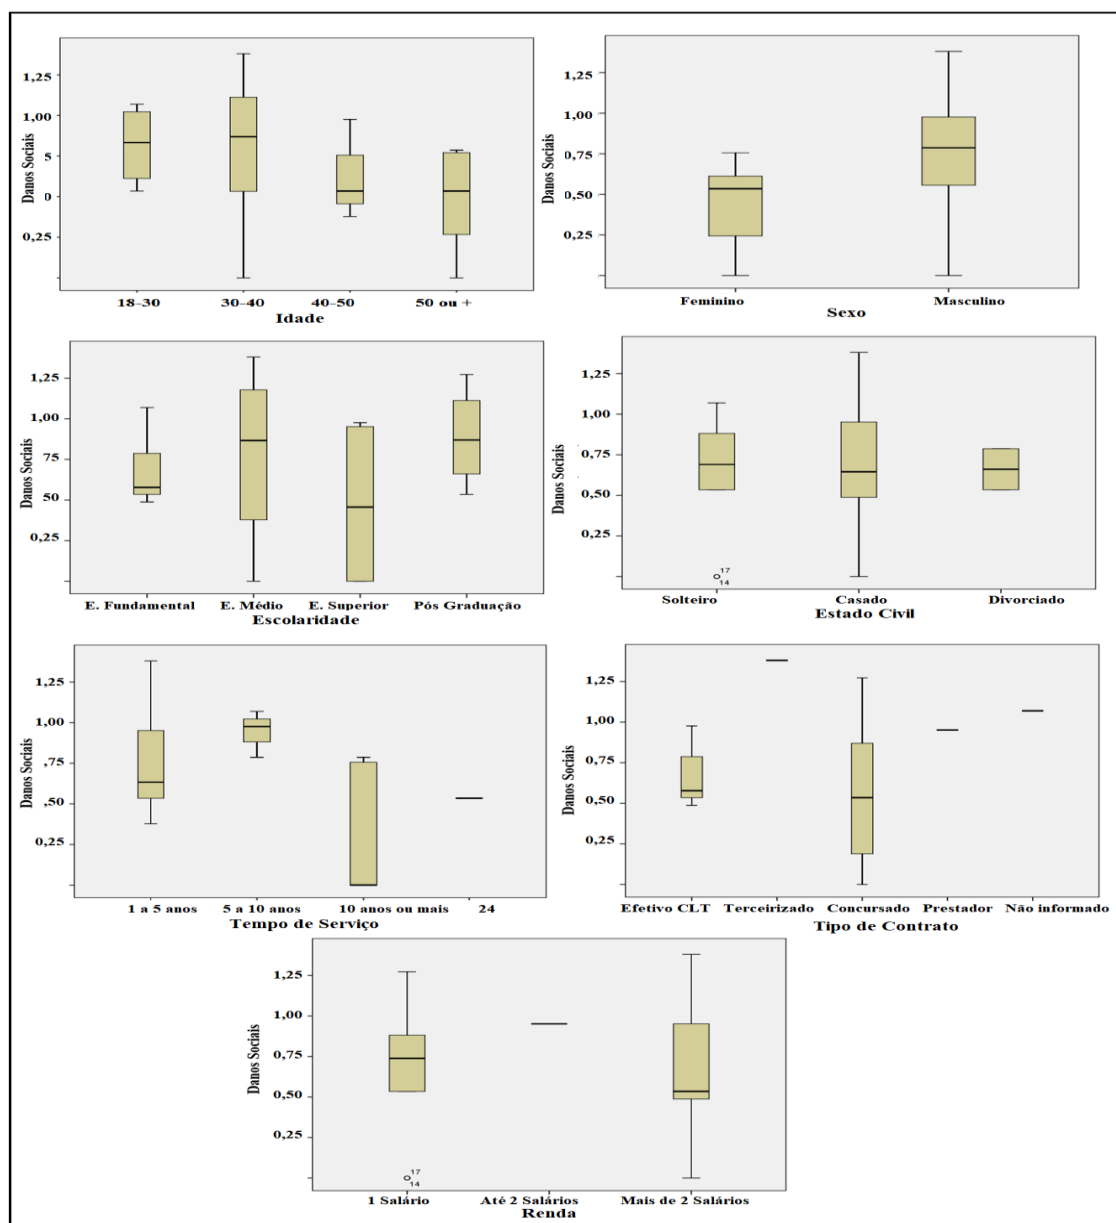 Danos Sociais
1,25
1,00
5
0
0,25
18-30 30-40 40-50 50 ou +
Idade
Danos Sociais
1,25
1,00
0,75
0,50
0,25
Feminino Masculino
Sexo
Danos Sociais
1,25
1,00
75
50
0,25
E. Fundamental E. Médio E. Superior Pós Graduação
Escolaridade
Danos Sociais
1,25
1,00
0,75
0,50
0,25
17
14
Solteiro Casado Divorciado
Estado Civil
Danos Sociais
1,25
1,00
0,75
,50
0,25
1 a 5 anos 5 a 10 anos 10 anos ou mais 24
Tempo de Serviço
Danos Sociais
1,25
1,00
0,75
0,50
0,25
Efetivo CLT Terceirizado Concursado Prestador Não informado
Tipo de Contrato
Danos Sociais
1,25
1,00
0,75
0,50
0,25
17
14
1 Salário Até 2 Salários Mais de 2 Salários
Renda